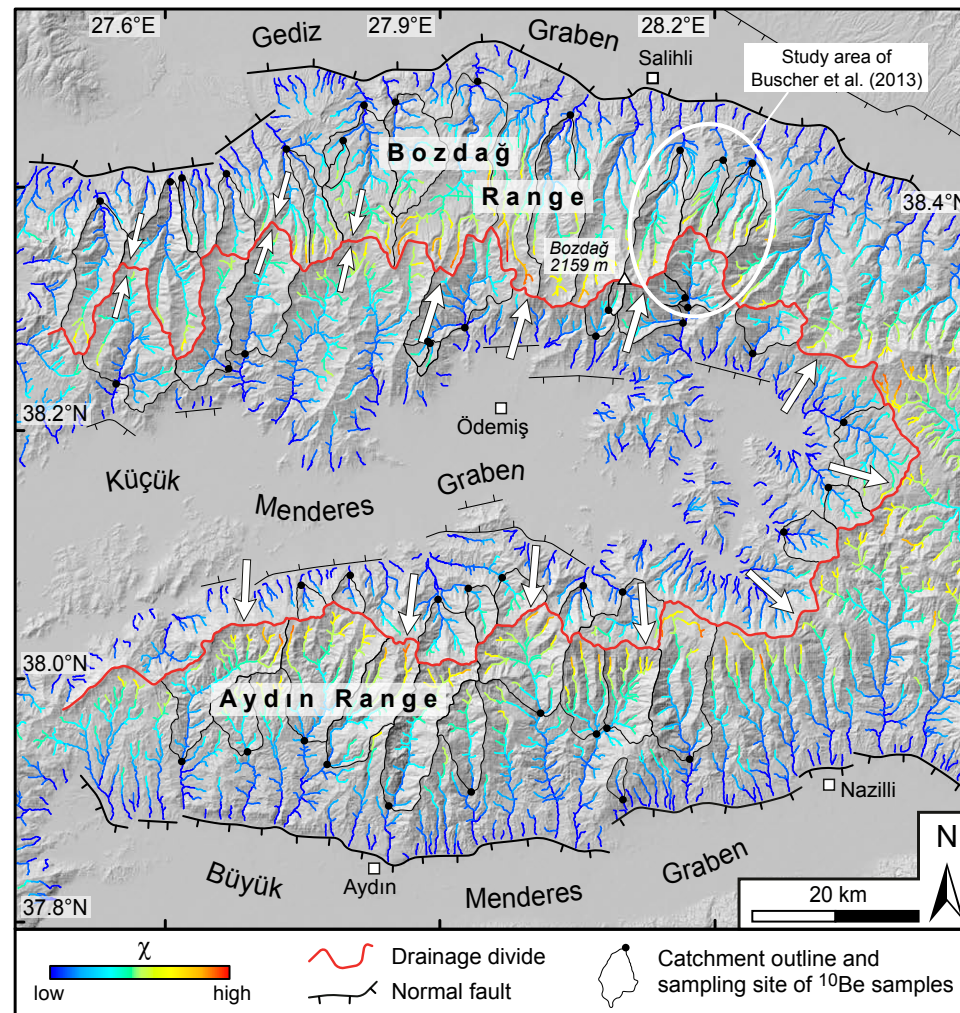 27.6°E
27.9°E
28.2°E
Gediz
Graben
Salihli
Study area of
Buscher et al. (2013)
Bozdağ
Range
38.4°N
Bozdağ
2159 m
38.2°N
Ödemiş
Küçük
Menderes
Graben
38.0°N
Aydın Range
Nazilli
Büyük
Aydın
Menderes
Graben
N
37.8°N
20 km
χ
low
high
Drainage divide
Normal fault
Catchment outline and
sampling site of ¹⁰Be samples